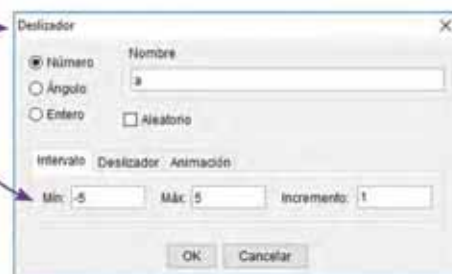 Deslizador
Número
Ángulo
Entero
Nombre
a
Aleatorio
Intervalo Deslizador Animación
Mín: -5 Máx: 5 Incremento: 1
OK Cancelar